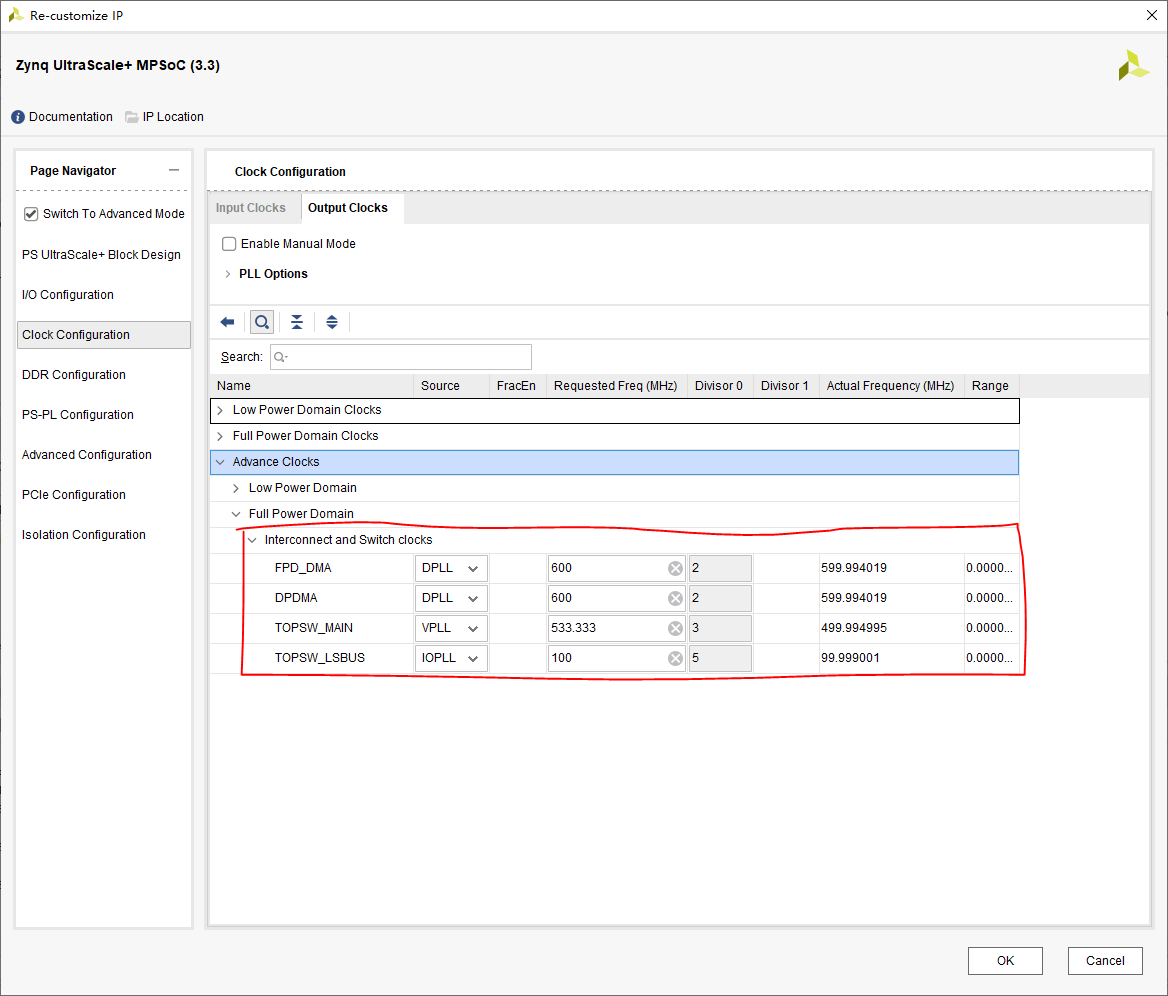 Re-customize IP
Zynq UltraScale+ MPSoC (3.3)
Documentation IP Location
Page Navigator
Switch To Advanced Mode
PS UltraScale+ Block Design
I/O Configuration
Clock Configuration
DDR Configuration
PS-PL Configuration
Advanced Configuration
PCIe Configuration
Isolation Configuration
Clock Configuration
Input Clocks Output Clocks
Enable Manual Mode
PLL Options
Search:
Name Source FracEn Requested Freq (MHz) Divisor 0 Divisor 1 Actual Frequency (MHz) Range
Low Power Domain Clocks
Full Power Domain Clocks
Advance Clocks
Low Power Domain
Full Power Domain
Interconnect and Switch clocks
FPD_DMA DPLL 600 2 599.994019 0.0000...
DPDMA DPLL 600 2 599.994019 0.0000...
TOPSW_MAIN VPLL 533.333 3 499.994995 0.0000...
TOPSW_LSBUS IOPLL 100 5 99.999001 0.0000...
OK Cancel